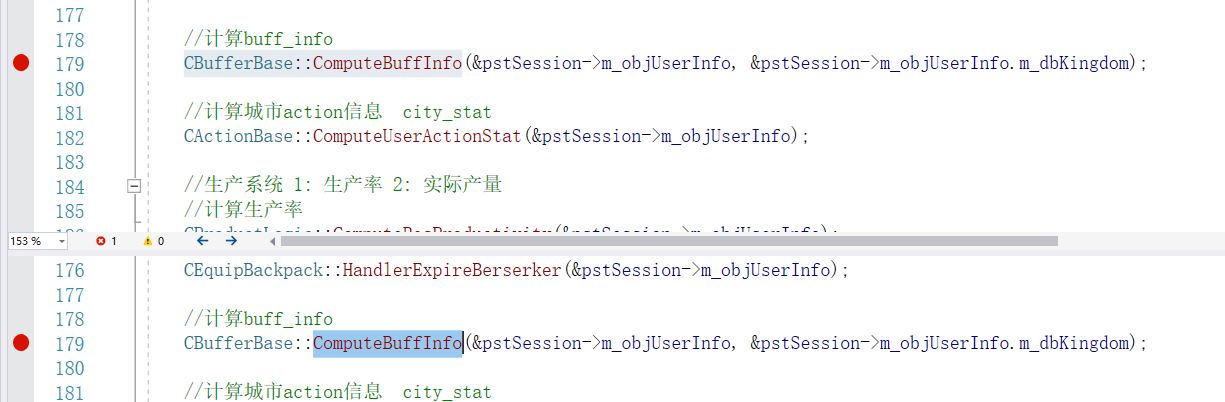 177
178 //计算buff_info
179 CBufferBase::ComputeBuffInfo(&pstSession->m_objUserInfo, &pstSession->m_objUserInfo.m_dbKingdom);
180
181 //计算城市action信息  city_stat
182 CActionBase::ComputeUserActionStat(&pstSession->m_objUserInfo);
183
184 //生产系统 1: 生产率 2: 实际产量
185 //计算生产率
186 CProductLogic::ComputeResProductivity(&pstSession->m_objUserInfo);
153 % 1 0
176 CEquipBackpack::HandlerExpireBerserker(&pstSession->m_objUserInfo);
177
178 //计算buff_info
179 CBufferBase::ComputeBuffInfo(&pstSession->m_objUserInfo, &pstSession->m_objUserInfo.m_dbKingdom);
180
181 //计算城市action信息  city_stat